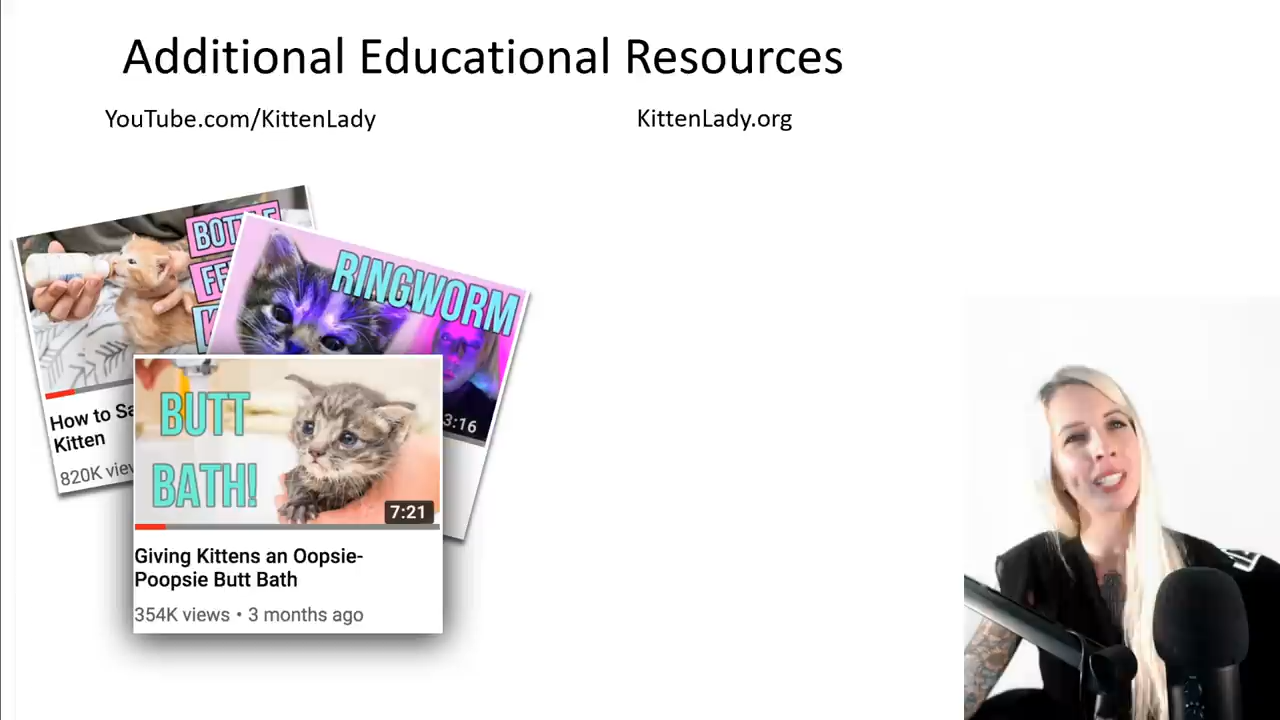 Additional Educational Resources
YouTube.com/KittenLady
KittenLady.org
BOTTLE
RINGWORM
3:16
How to Sa
Kitten
820K
BUTT
BATH!
7:21
Giving Kittens an Oopsie-
Poopsie Butt Bath
354K views • 3 months ago